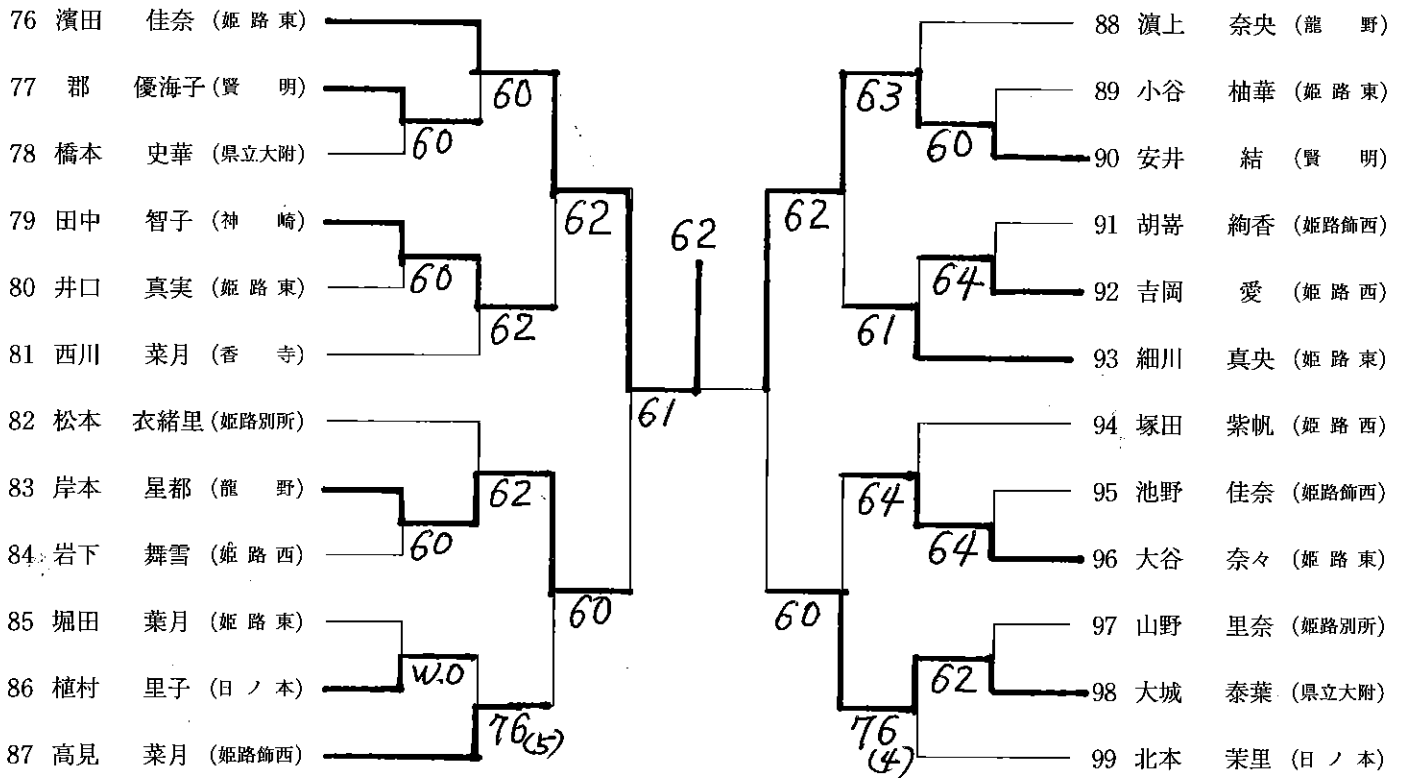 76 濱田 佳奈 (姫路東)
77 郡 優海子 (賢明)
78 橋本 史華 (県立大附)
79 田中 智子 (神崎)
80 井口 真実 (姫路東)
81 西川 菜月 (香寺)
82 松本 衣緒里 (姫路別所)
83 岸本 星都 (龍野)
84 岩下 舞雪 (姫路西)
85 堀田 葉月 (姫路東)
86 植村 里子 (日ノ本)
87 高見 菜月 (姫路飾西)
60
60
60
62
62
60
62
W.O
76(5)
60
61
62
88 濵上 奈央 (龍野)
89 小谷 柚華 (姫路東)
90 安井 結 (賢明)
91 胡嵜 絢香 (姫路飾西)
92 吉岡 愛 (姫路西)
93 細川 真央 (姫路東)
94 塚田 紫帆 (姫路西)
95 池野 佳奈 (姫路飾西)
96 大谷 奈々 (姫路東)
97 山野 里奈 (姫路別所)
98 大城 泰葉 (県立大附)
99 北本 茉里 (日ノ本)
63
60
62
64
61
64
64
60
62
76(4)